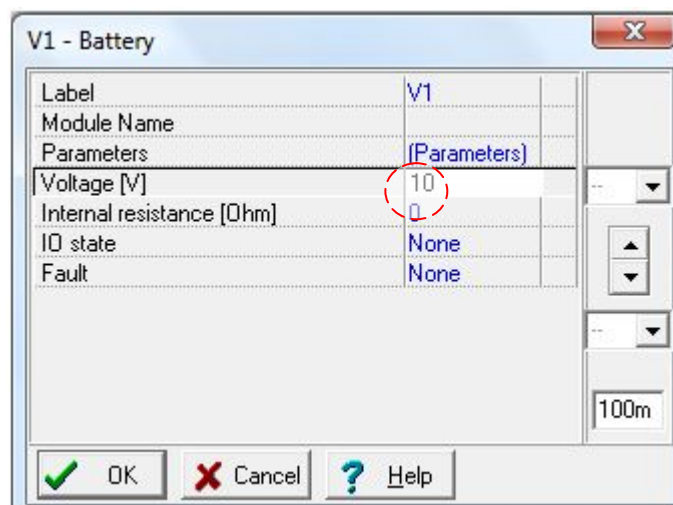 V1 - Battery
Label V1
Module Name
Parameters (Parameters)
Voltage [V] 10 --
Internal resistance [Ohm] 0
IO state None
Fault None
--
100m
OK Cancel ? Help